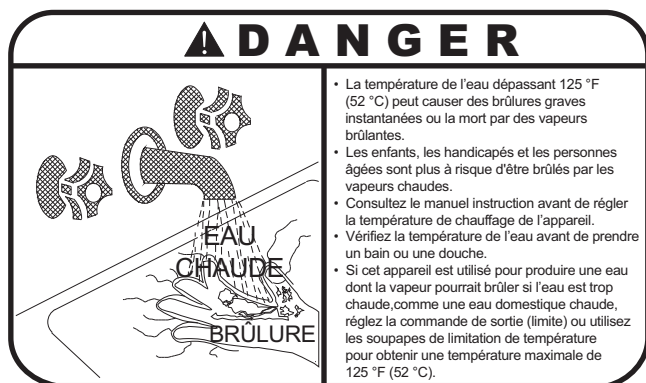 DANGER
EAU
CHAUDE
BRÛLURE
• La température de l'eau dépassant 125 °F
(52 °C) peut causer des brûlures graves
instantanées ou la mort par des vapeurs
brûlantes.
• Les enfants, les handicapés et les personnes
âgées sont plus à risque d'être brûlés par les
vapeurs chaudes.
• Consultez le manuel instruction avant de régler
la température de chauffage de l'appareil.
• Vérifiez la température de l'eau avant de prendre
un bain ou une douche.
• Si cet appareil est utilisé pour produire une eau
dont la vapeur pourrait brûler si l'eau est trop
chaude,comme une eau domestique chaude,
réglez la commande de sortie (limite) ou utilisez
les soupapes de limitation de température
pour obtenir une température maximale de
125 °F (52 °C).